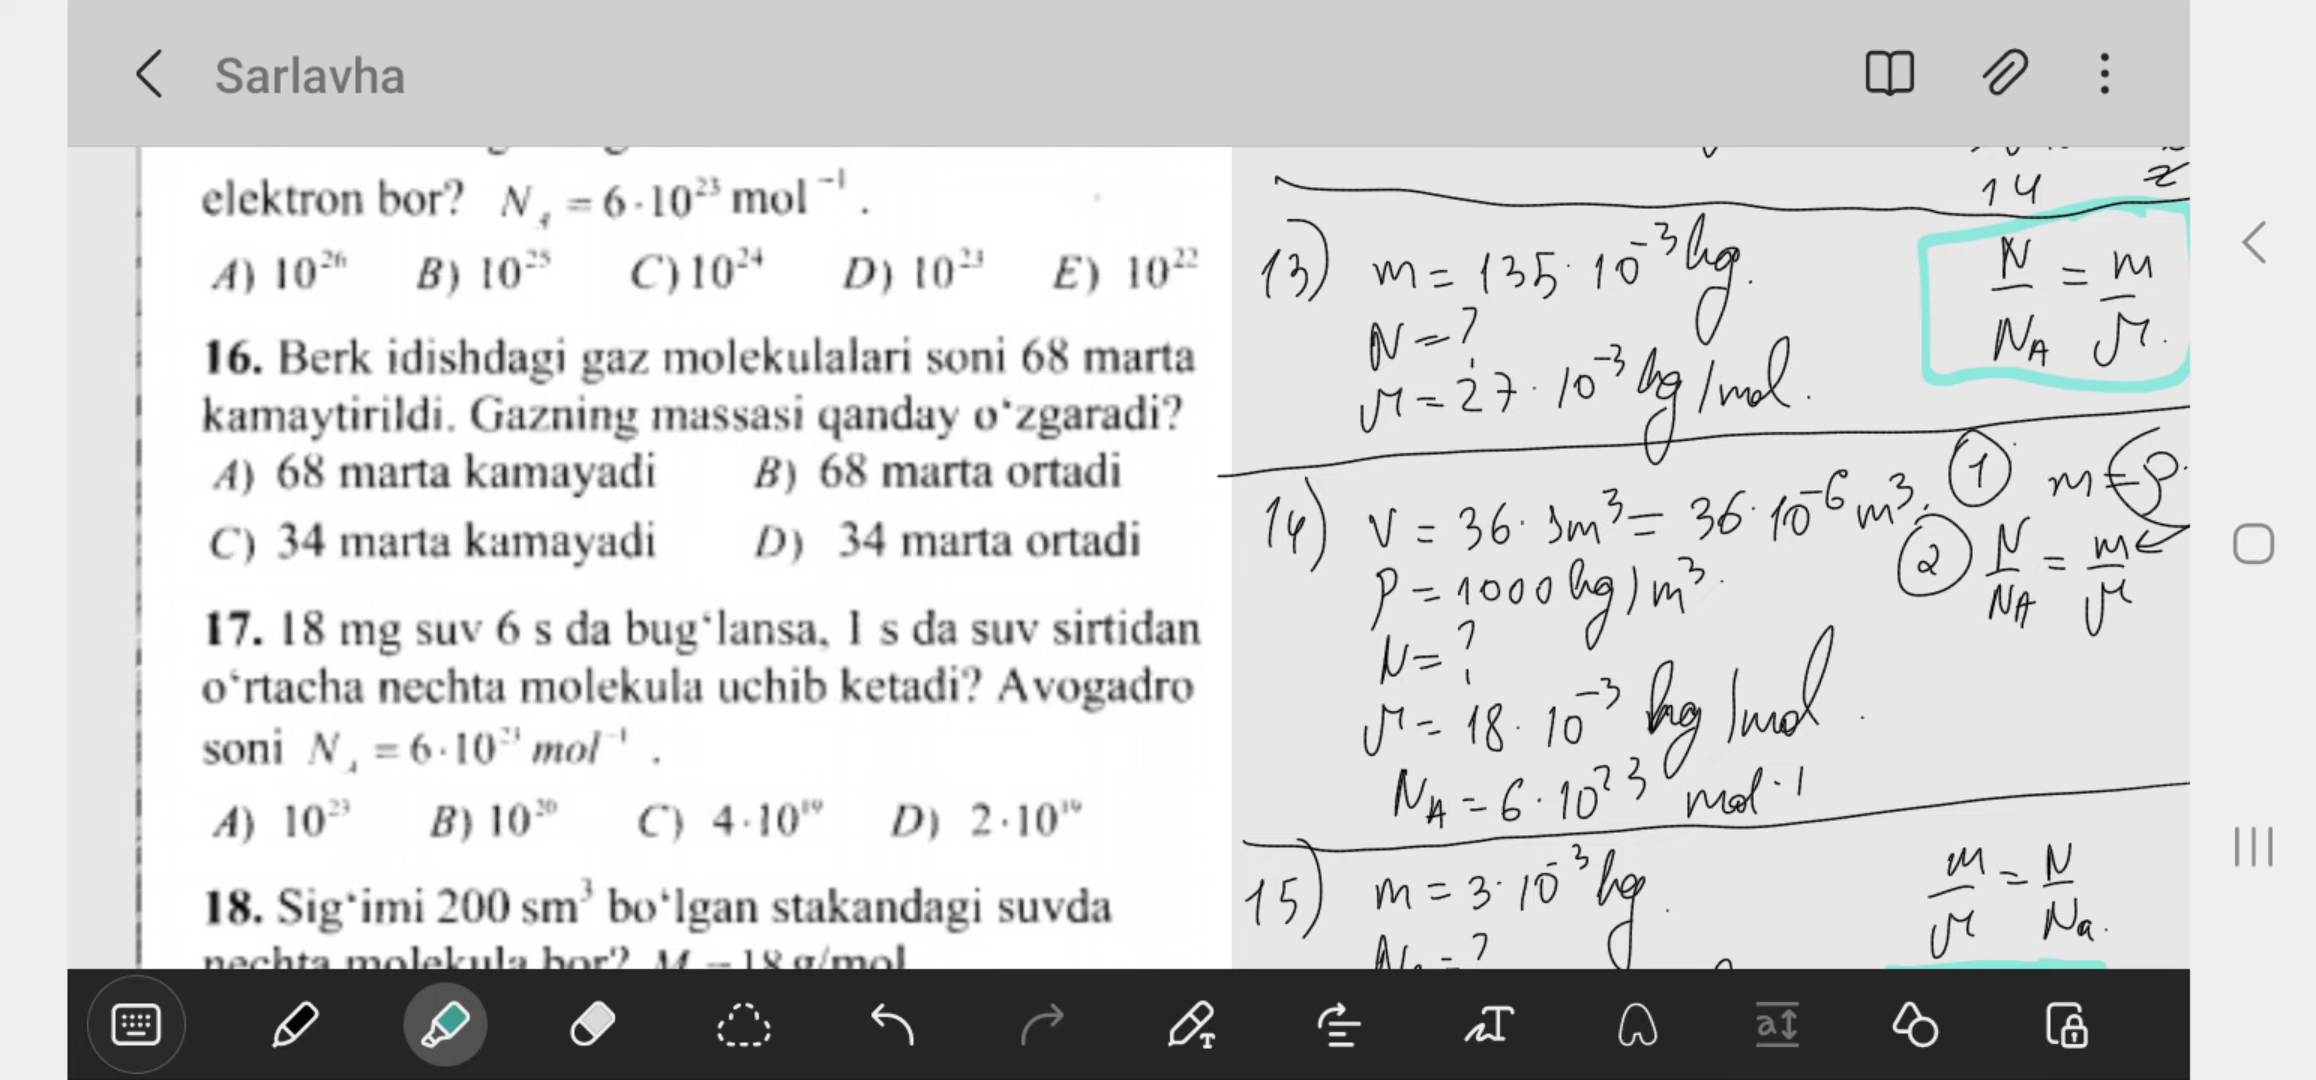 Sarlavha
elektron bor? N_A = 6·10²³ mol⁻¹.
A) 10²⁶ B) 10²⁵ C) 10²⁴ D) 10²³ E) 10²²
16. Berk idishdagi gaz molekulalari soni 68 marta
kamaytirildi. Gazning massasi qanday o‘zgaradi?
A) 68 marta kamayadi B) 68 marta ortadi
C) 34 marta kamayadi D) 34 marta ortadi
17. 18 mg suv 6 s da bug‘lansa, 1 s da suv sirtidan
o‘rtacha nechta molekula uchib ketadi? Avogadro
soni N_A = 6·10²³ mol⁻¹.
A) 10²³ B) 10²⁰ C) 4·10¹⁹ D) 2·10¹⁹
18. Sig‘imi 200 sm³ bo‘lgan stakandagi suvda
nechta molekula bor? M = 18 g/mol
14
13) m = 135·10⁻³ kg.
N = ?
M = 27·10⁻³ kg/mol.
N/N_A = m/M.
14) V = 36·sm³ = 36·10⁻⁶ m³.
ρ = 1000 kg/m³.
N = ?
M = 18·10⁻³ kg/mol.
N_A = 6·10²³ mol⁻¹
① m = ρ·
② N/N_A = m/M
15) m = 3·10⁻³ kg.
m/M = N/Na.